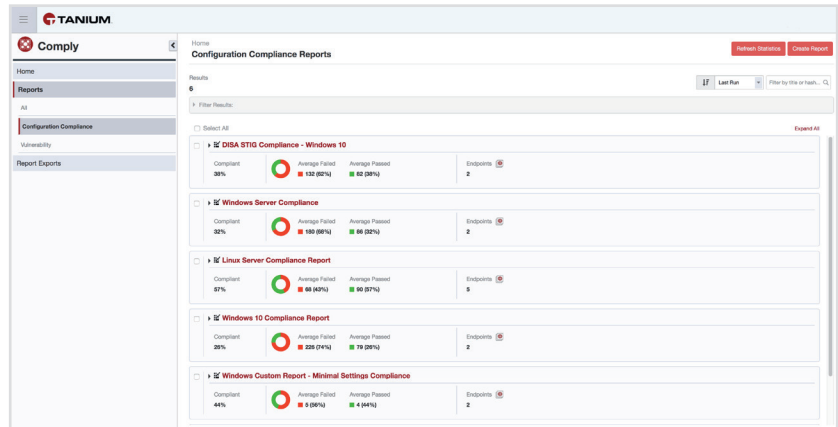 TANIUM
Comply
Home
Reports
All
Configuration Compliance
Vulnerability
Report Exports
Home
Configuration Compliance Reports
Refresh Statistics
Create Report
Results
6
Last Run
Filter by title or hash...
Filter Results:
Select All
Expand All
DISA STIG Compliance - Windows 10
Compliant Average Failed Average Passed Endpoints
38% 132 (62%) 82 (38%) 2
Windows Server Compliance
Compliant Average Failed Average Passed Endpoints
32% 180 (68%) 86 (32%) 2
Linux Server Compliance Report
Compliant Average Failed Average Passed Endpoints
57% 68 (43%) 90 (57%) 5
Windows 10 Compliance Report
Compliant Average Failed Average Passed Endpoints
26% 226 (74%) 79 (26%) 2
Windows Custom Report - Minimal Settings Compliance
Compliant Average Failed Average Passed Endpoints
44% 5 (56%) 4 (44%) 2